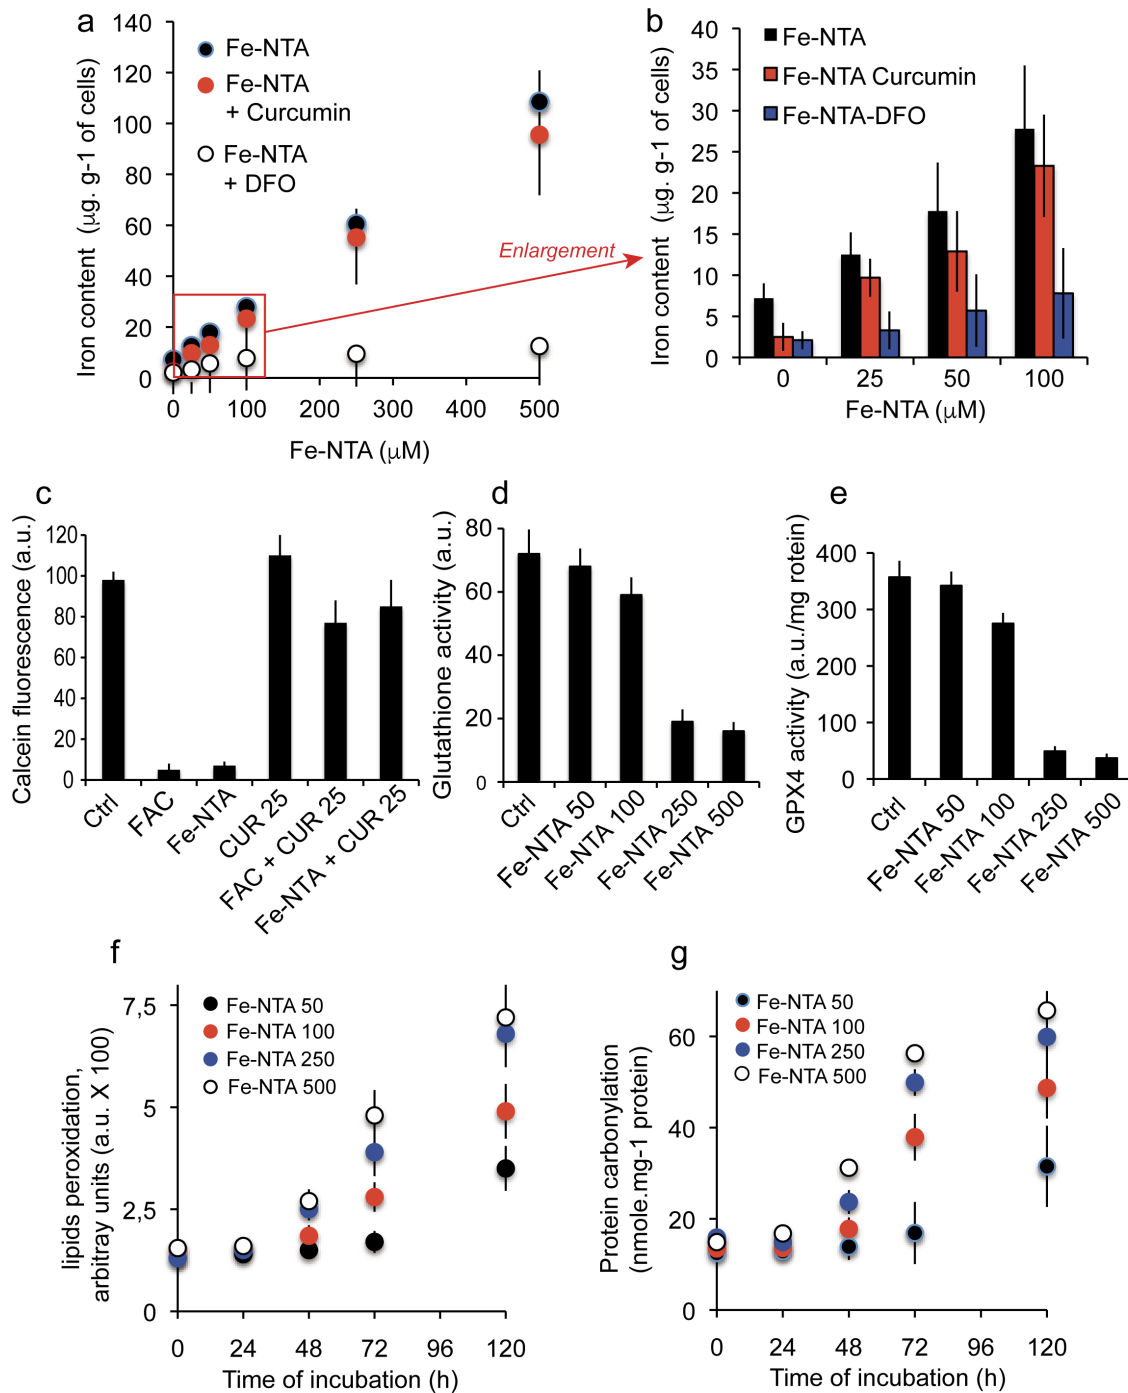 a
140
120
100
80
60
40
20
0
Iron content (μg. g-1 of cells)
Fe-NTA
Fe-NTA
+ Curcumin
Fe-NTA
+ DFO
Enlargement
0 100 200 300 400 500
Fe-NTA (μM)
b
40
35
30
25
20
15
10
5
0
Iron content (μg. g-1 of cells)
Fe-NTA
Fe-NTA Curcumin
Fe-NTA-DFO
0 25 50 100
Fe-NTA (μM)
c
Calcein fluorescence (a.u.)
120
100
80
60
40
20
0
Ctrl
FAC
Fe-NTA
CUR 25
FAC + CUR 25
Fe-NTA + CUR 25
d
Glutathione activity (a.u.)
80
60
40
20
0
Ctrl
Fe-NTA 50
Fe-NTA 100
Fe-NTA 250
Fe-NTA 500
e
GPX4 activity (a.u./mg rotein)
400
300
200
100
0
Ctrl
Fe-NTA 50
Fe-NTA 100
Fe-NTA 250
Fe-NTA 500
f
lipids peroxidation,
arbitray units (a.u. X 100)
7,5
5
2,5
0
Fe-NTA 50
Fe-NTA 100
Fe-NTA 250
Fe-NTA 500
0 24 48 72 96 120
Time of incubation (h)
g
Protein carbonylation
(nmole.mg-1 protein)
60
40
20
0
Fe-NTA 50
Fe-NTA 100
Fe-NTA 250
Fe-NTA 500
0 24 48 72 96 120
Time of incubation (h)